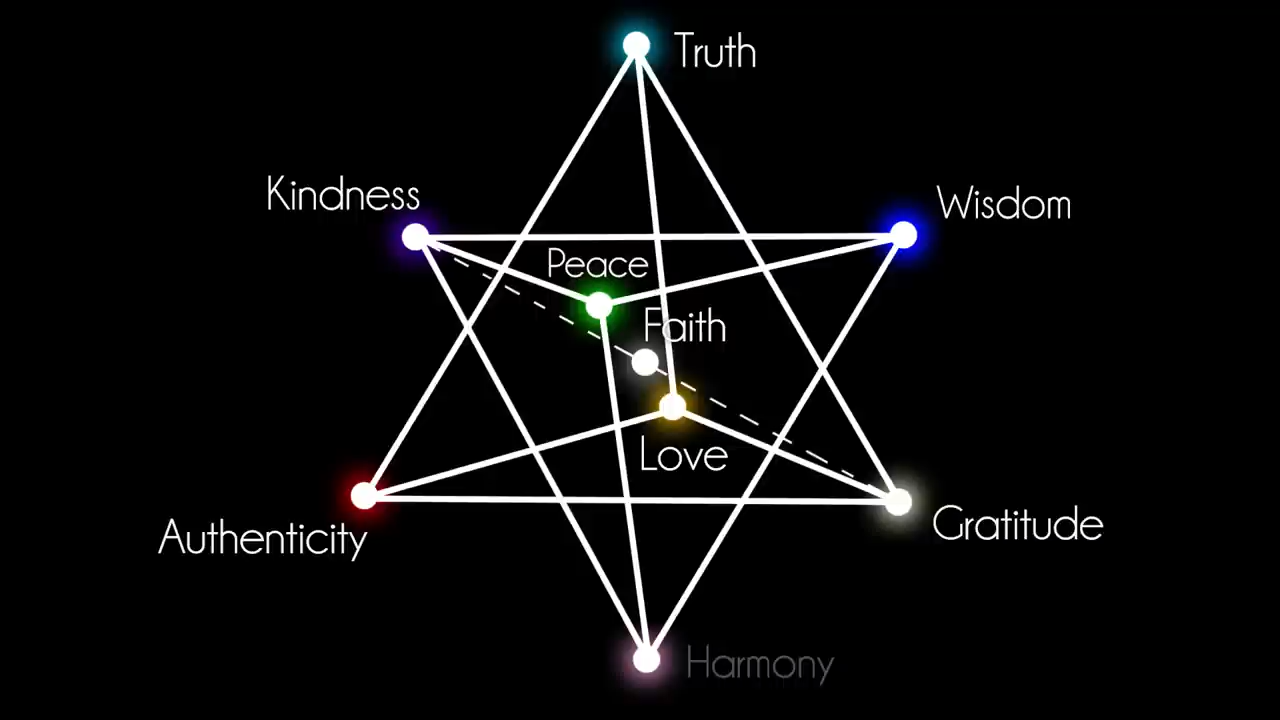 Truth
Kindness
Wisdom
Peace
Faith
Love
Gratitude
Authenticity
Harmony